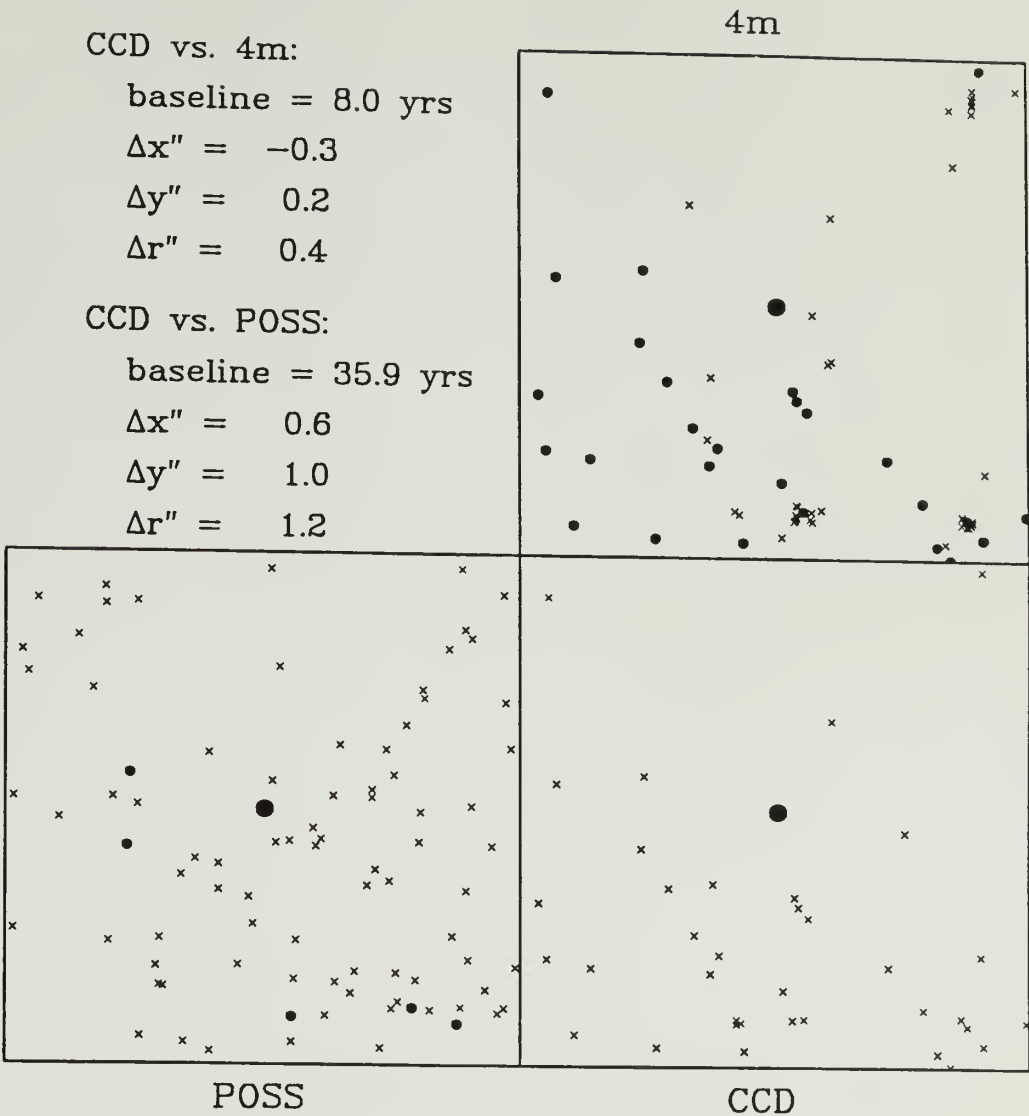 4m
CCD vs. 4m:
baseline = 8.0 yrs
Δx" = −0.3
Δy" = 0.2
Δr" = 0.4
CCD vs. POSS:
baseline = 35.9 yrs
Δx" = 0.6
Δy" = 1.0
Δr" = 1.2
POSS
CCD